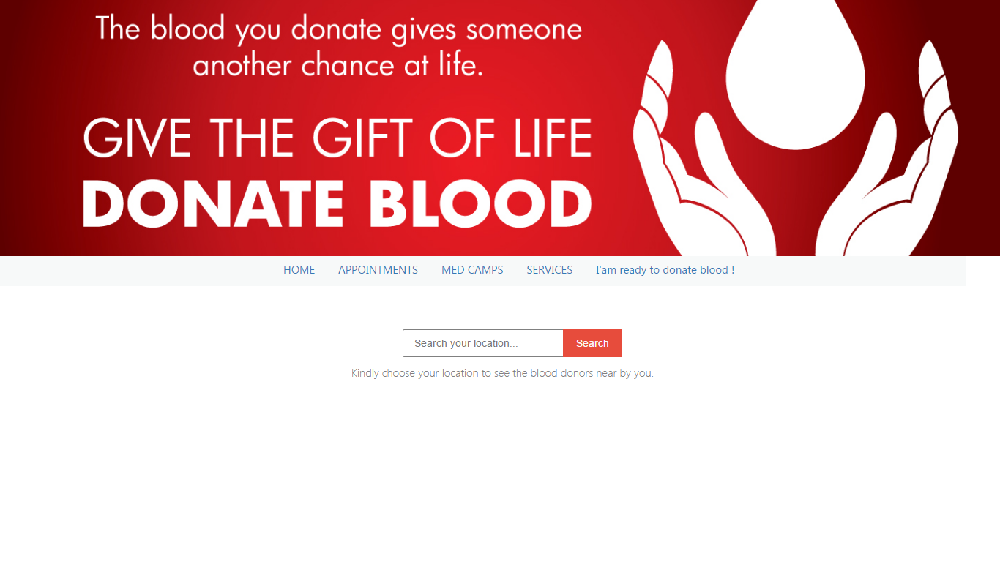 The blood you donate gives someone
another chance at life.
GIVE THE GIFT OF LIFE
DONATE BLOOD
HOME APPOINTMENTS MED CAMPS SERVICES I'am ready to donate blood !
Search your location... Search
Kindly choose your location to see the blood donors near by you.